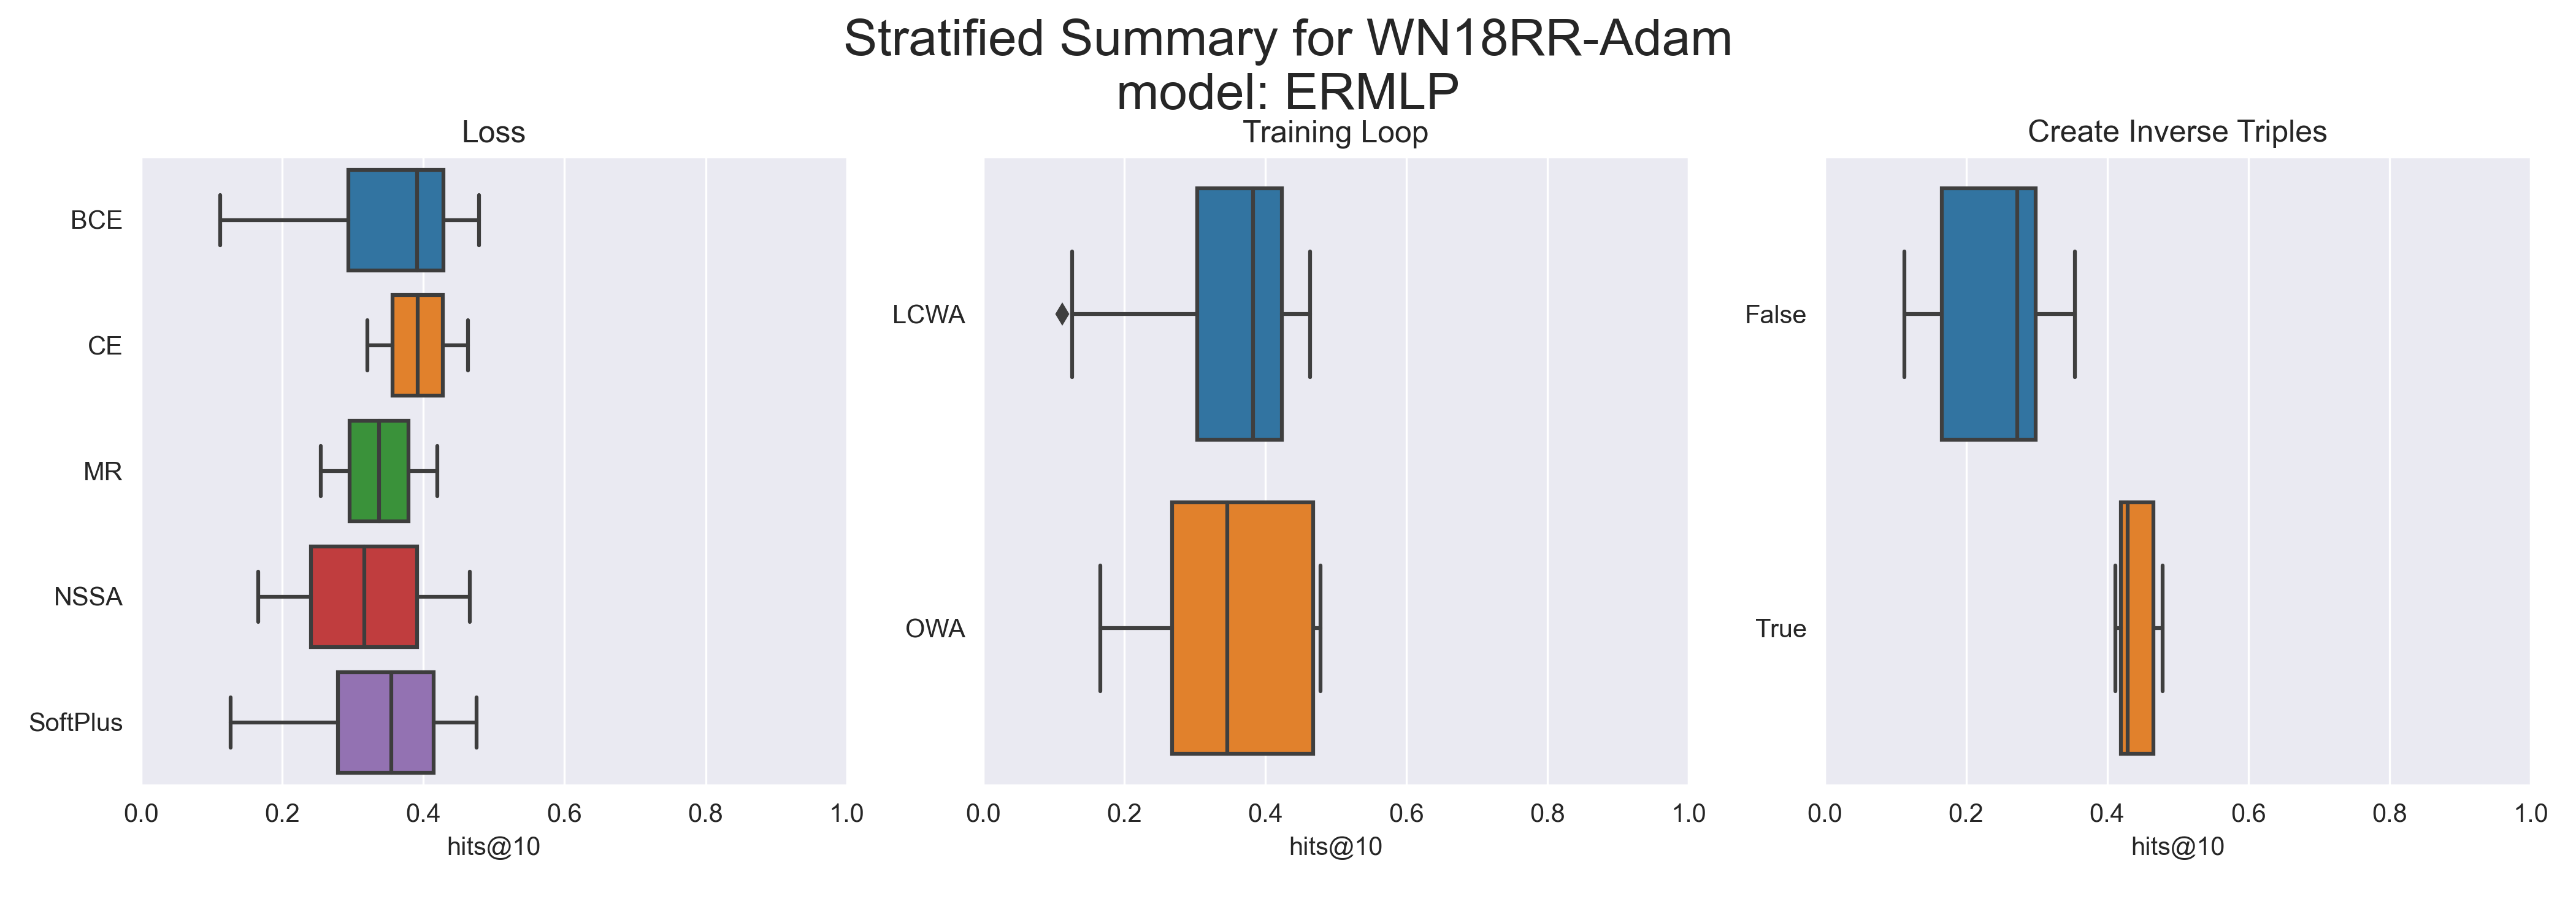 Stratified Summary for WN18RR-Adam
model: ERMLP
Loss
BCE
CE
MR
NSSA
SoftPlus
0.0 0.2 0.4 0.6 0.8 1.0
hits@10
Training Loop
LCWA
OWA
0.0 0.2 0.4 0.6 0.8 1.0
hits@10
Create Inverse Triples
False
True
0.0 0.2 0.4 0.6 0.8 1.0
hits@10